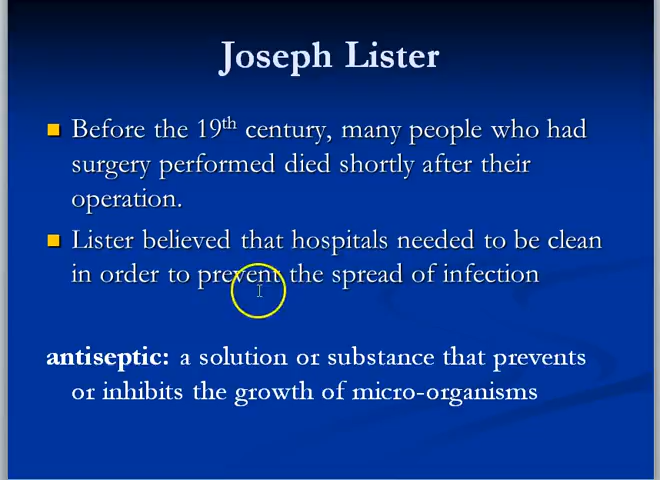 Joseph Lister
Before the 19th century, many people who had
surgery performed died shortly after their
operation.
Lister believed that hospitals needed to be clean
in order to prevent the spread of infection
antiseptic: a solution or substance that prevents
or inhibits the growth of micro-organisms